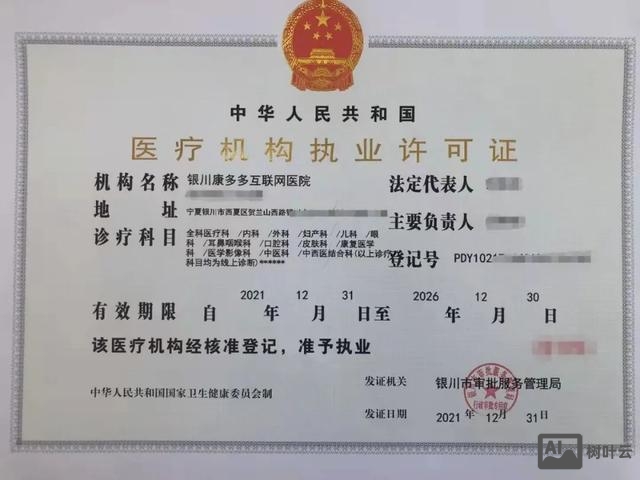 中华人民共和国
医疗机构执业许可证
机构名称 银川康多多互联网医院
法定代表人
地 址 宁夏银川市西夏区贺兰山西路
主要负责人
诊疗科目 全科医疗科 /内科 /外科 /妇产科 /儿科 /眼
科 /耳鼻咽喉科 /口腔科 /皮肤科 /康复医学
科 /医学影像科 /中医科 /中西医结合科(以上诊疗
科目均为线上诊断)******
登记号 PDY1021
有效期限 自 2021 年 12 月 31 日至 2026 年 12 月 30 日
该医疗机构经核准登记，准予执业
中华人民共和国国家卫生健康委员会制
发证机关 银川市审批服务管理局
发证日期 2021 年 12 月 31 日
AI 树叶云